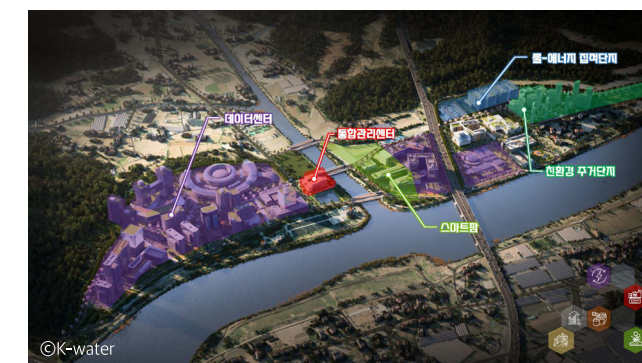 물-에너지 집적단지
데이터센터
통합관리센터
친환경 주거단지
스마트팜
ⓒK-water